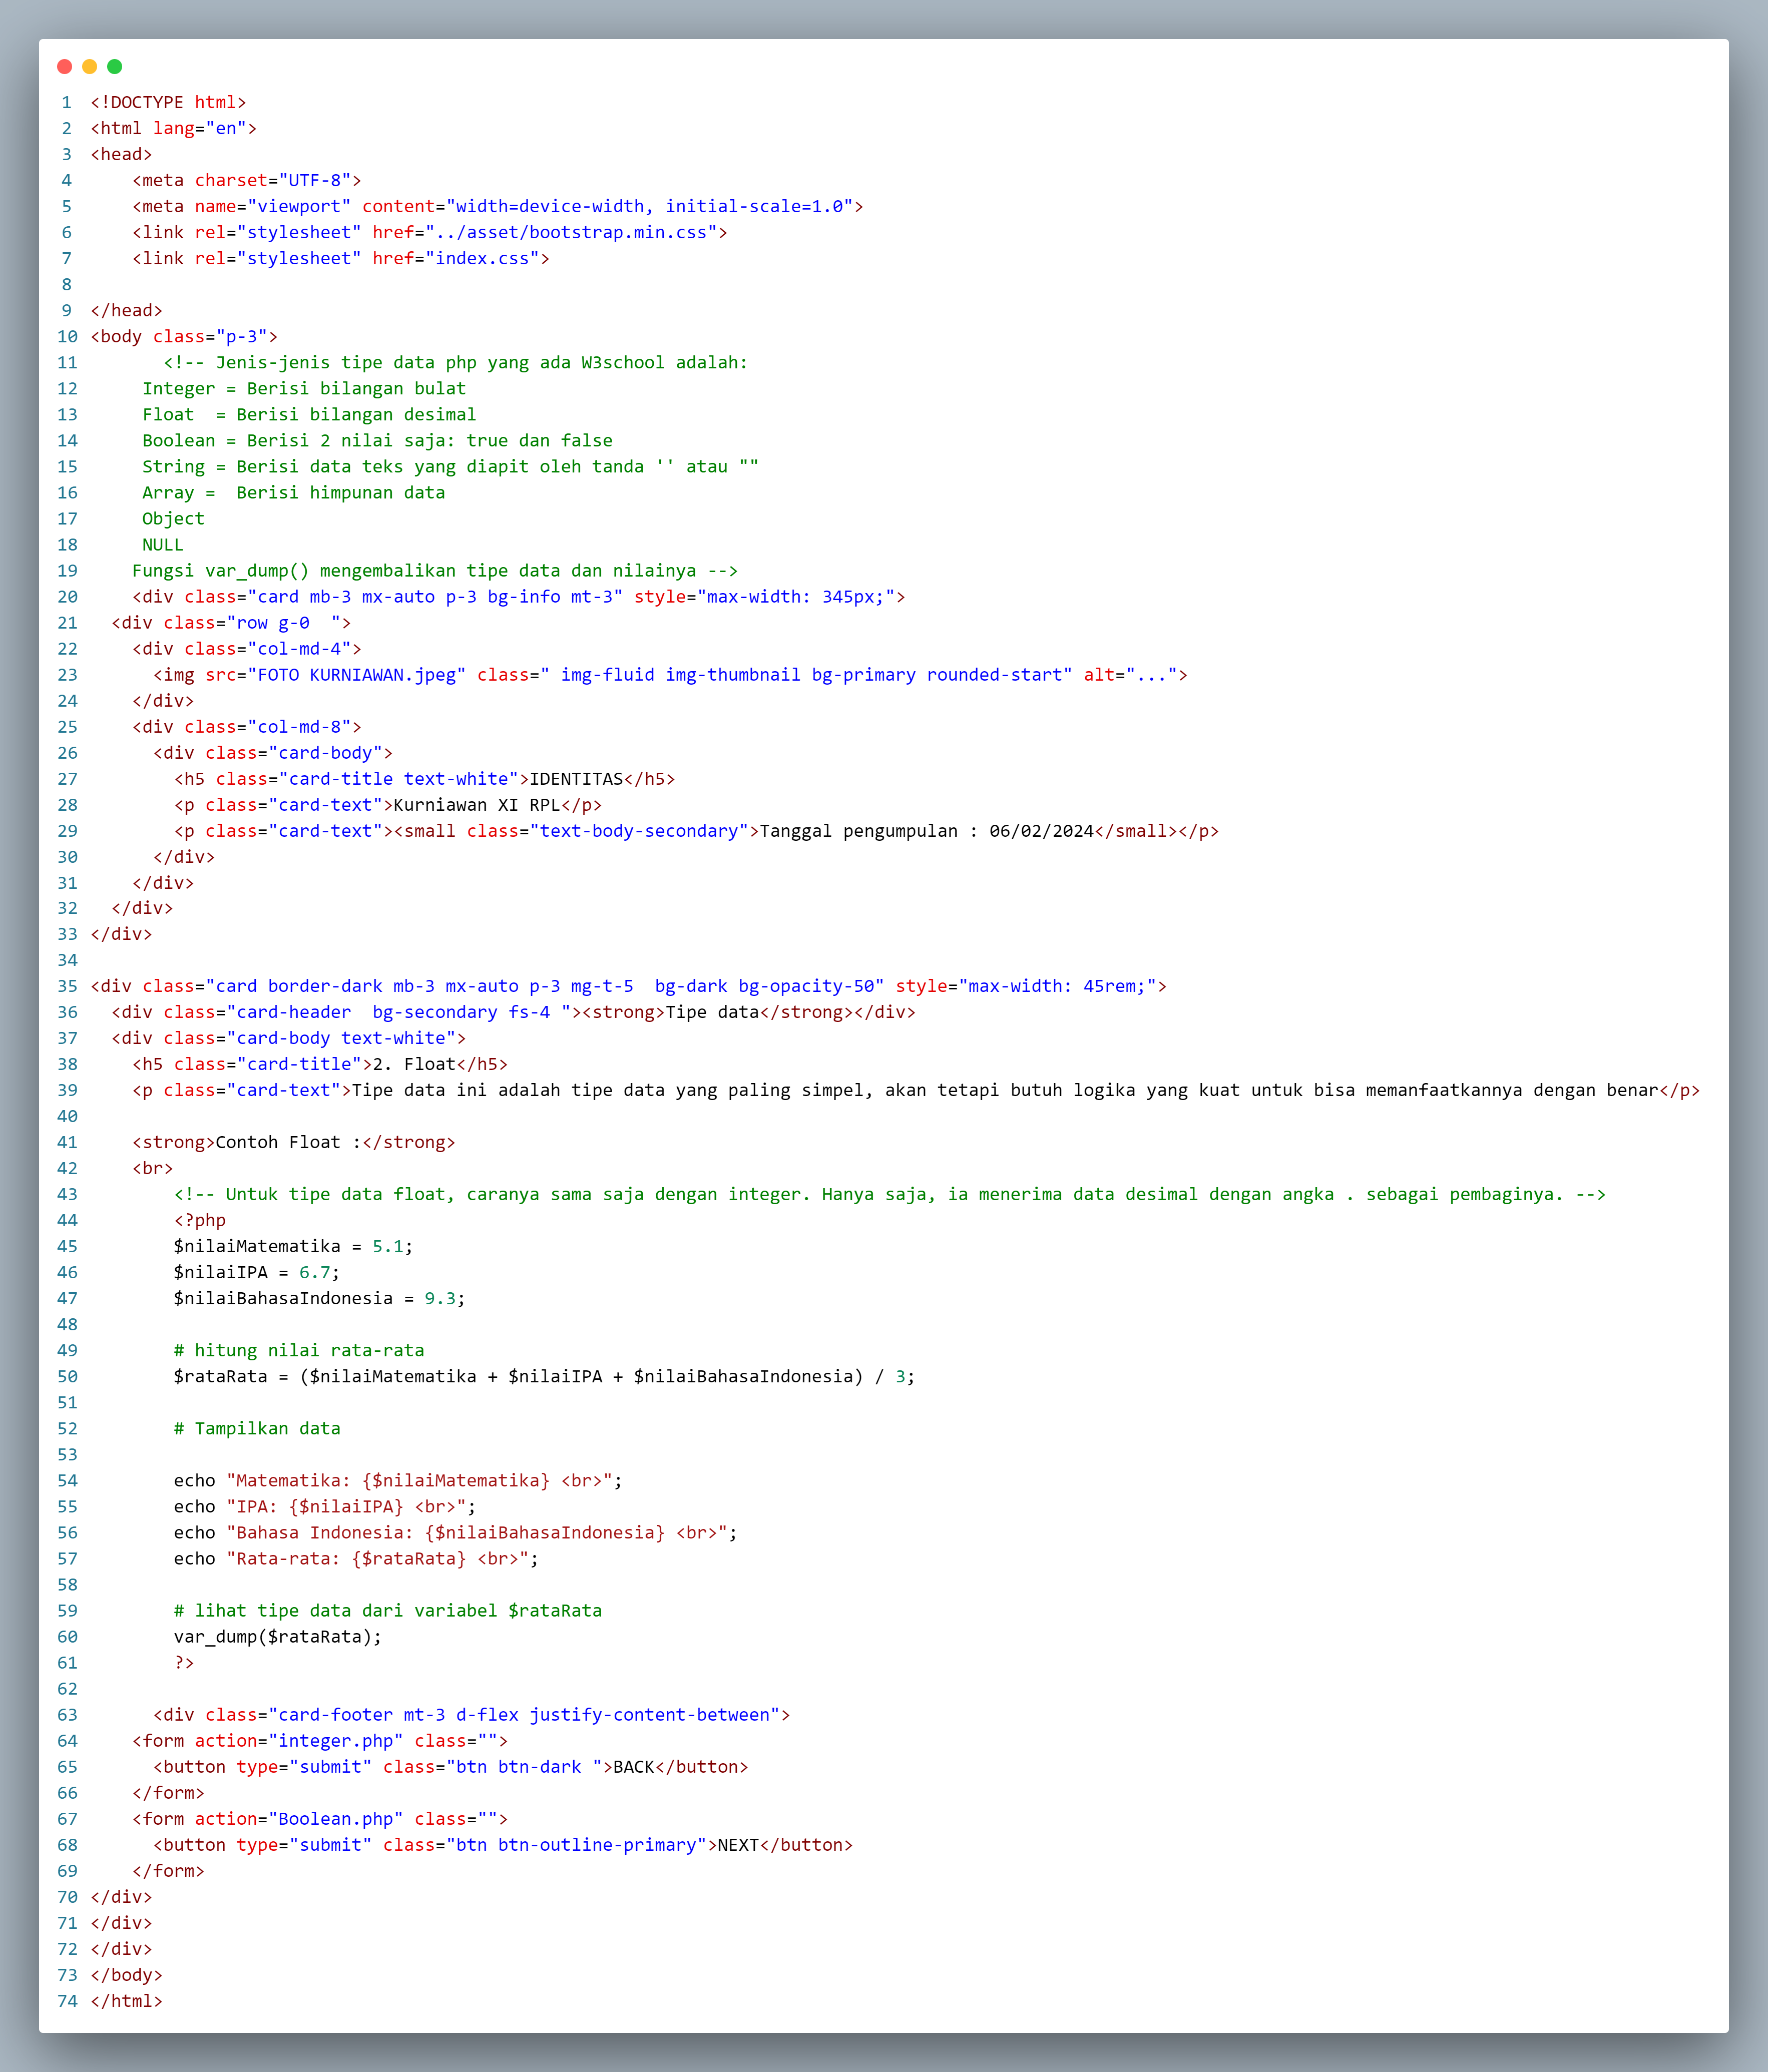 1 <!DOCTYPE html>
2 <html lang="en">
3 <head>
4     <meta charset="UTF-8">
5     <meta name="viewport" content="width=device-width, initial-scale=1.0">
6     <link rel="stylesheet" href="../asset/bootstrap.min.css">
7     <link rel="stylesheet" href="index.css">
8
9 </head>
10 <body class="p-3">
11        <!-- Jenis-jenis tipe data php yang ada W3school adalah:
12      Integer = Berisi bilangan bulat
13      Float  = Berisi bilangan desimal
14      Boolean = Berisi 2 nilai saja: true dan false
15      String = Berisi data teks yang diapit oleh tanda '' atau ""
16      Array =  Berisi himpunan data
17      Object
18      NULL
19     Fungsi var_dump() mengembalikan tipe data dan nilainya -->
20     <div class="card mb-3 mx-auto p-3 bg-info mt-3" style="max-width: 345px;">
21   <div class="row g-0  ">
22     <div class="col-md-4">
23       <img src="FOTO KURNIAWAN.jpeg" class=" img-fluid img-thumbnail bg-primary rounded-start" alt="...">
24     </div>
25     <div class="col-md-8">
26       <div class="card-body">
27         <h5 class="card-title text-white">IDENTITAS</h5>
28         <p class="card-text">Kurniawan XI RPL</p>
29         <p class="card-text"><small class="text-body-secondary">Tanggal pengumpulan : 06/02/2024</small></p>
30       </div>
31     </div>
32   </div>
33 </div>
34
35 <div class="card border-dark mb-3 mx-auto p-3 mg-t-5  bg-dark bg-opacity-50" style="max-width: 45rem;">
36   <div class="card-header  bg-secondary fs-4 "><strong>Tipe data</strong></div>
37   <div class="card-body text-white">
38     <h5 class="card-title">2. Float</h5>
39     <p class="card-text">Tipe data ini adalah tipe data yang paling simpel, akan tetapi butuh logika yang kuat untuk bisa memanfaatkannya dengan benar</p>
40
41     <strong>Contoh Float :</strong>
42     <br>
43         <!-- Untuk tipe data float, caranya sama saja dengan integer. Hanya saja, ia menerima data desimal dengan angka . sebagai pembaginya. -->
44         <?php
45         $nilaiMatematika = 5.1;
46         $nilaiIPA = 6.7;
47         $nilaiBahasaIndonesia = 9.3;
48
49         # hitung nilai rata-rata
50         $rataRata = ($nilaiMatematika + $nilaiIPA + $nilaiBahasaIndonesia) / 3;
51
52         # Tampilkan data
53
54         echo "Matematika: {$nilaiMatematika} <br>";
55         echo "IPA: {$nilaiIPA} <br>";
56         echo "Bahasa Indonesia: {$nilaiBahasaIndonesia} <br>";
57         echo "Rata-rata: {$rataRata} <br>";
58
59         # lihat tipe data dari variabel $rataRata
60         var_dump($rataRata);
61         ?>
62
63       <div class="card-footer mt-3 d-flex justify-content-between">
64     <form action="integer.php" class="">
65       <button type="submit" class="btn btn-dark ">BACK</button>
66     </form>
67     <form action="Boolean.php" class="">
68       <button type="submit" class="btn btn-outline-primary">NEXT</button>
69     </form>
70 </div>
71 </div>
72 </div>
73 </body>
74 </html>